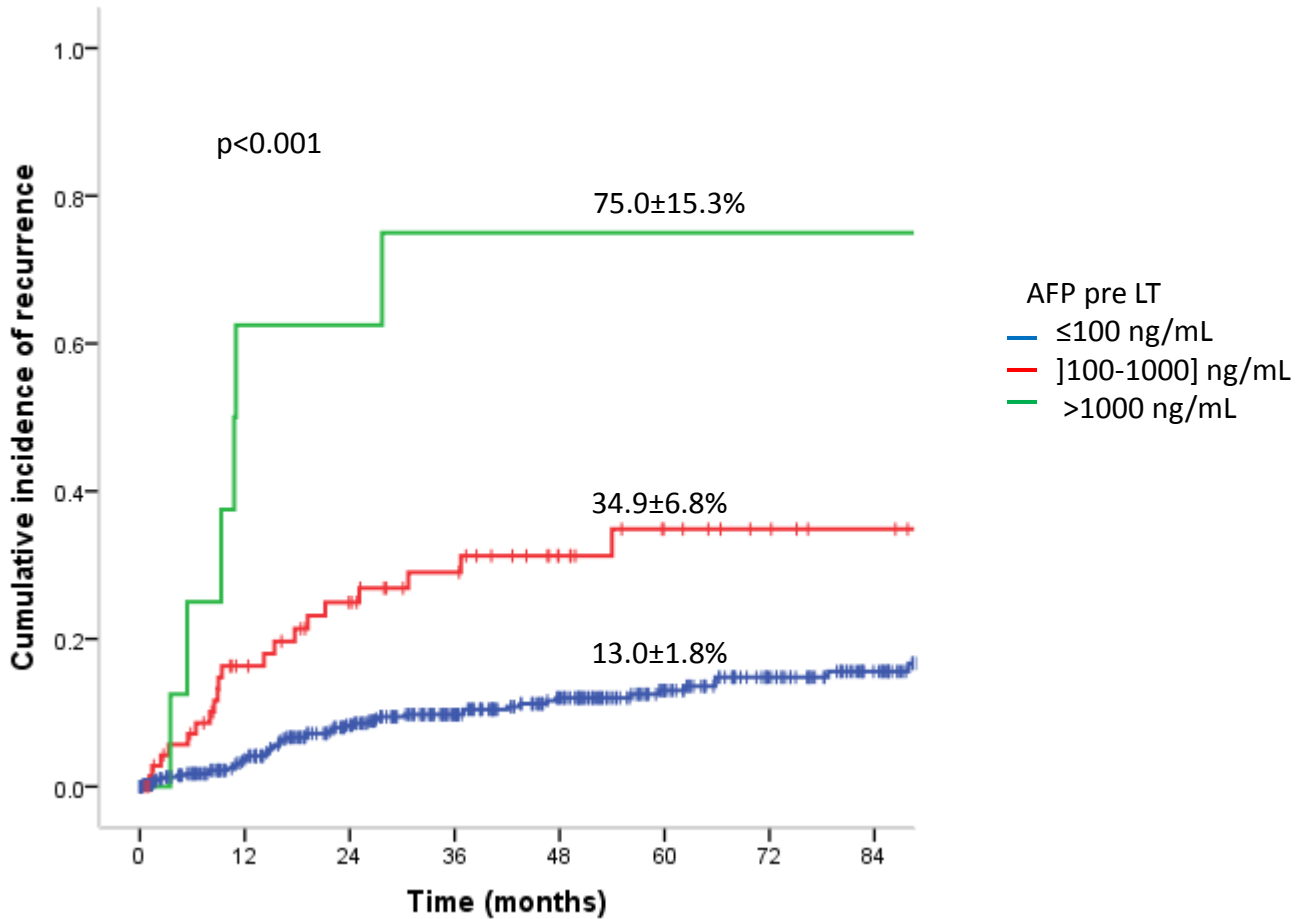 1.0
0.8
0.6
0.4
0.2
0.0
Cumulative incidence of recurrence
p<0.001
75.0±15.3%
34.9±6.8%
13.0±1.8%
AFP pre LT
≤100 ng/mL
]100-1000] ng/mL
>1000 ng/mL
0 12 24 36 48 60 72 84
Time (months)